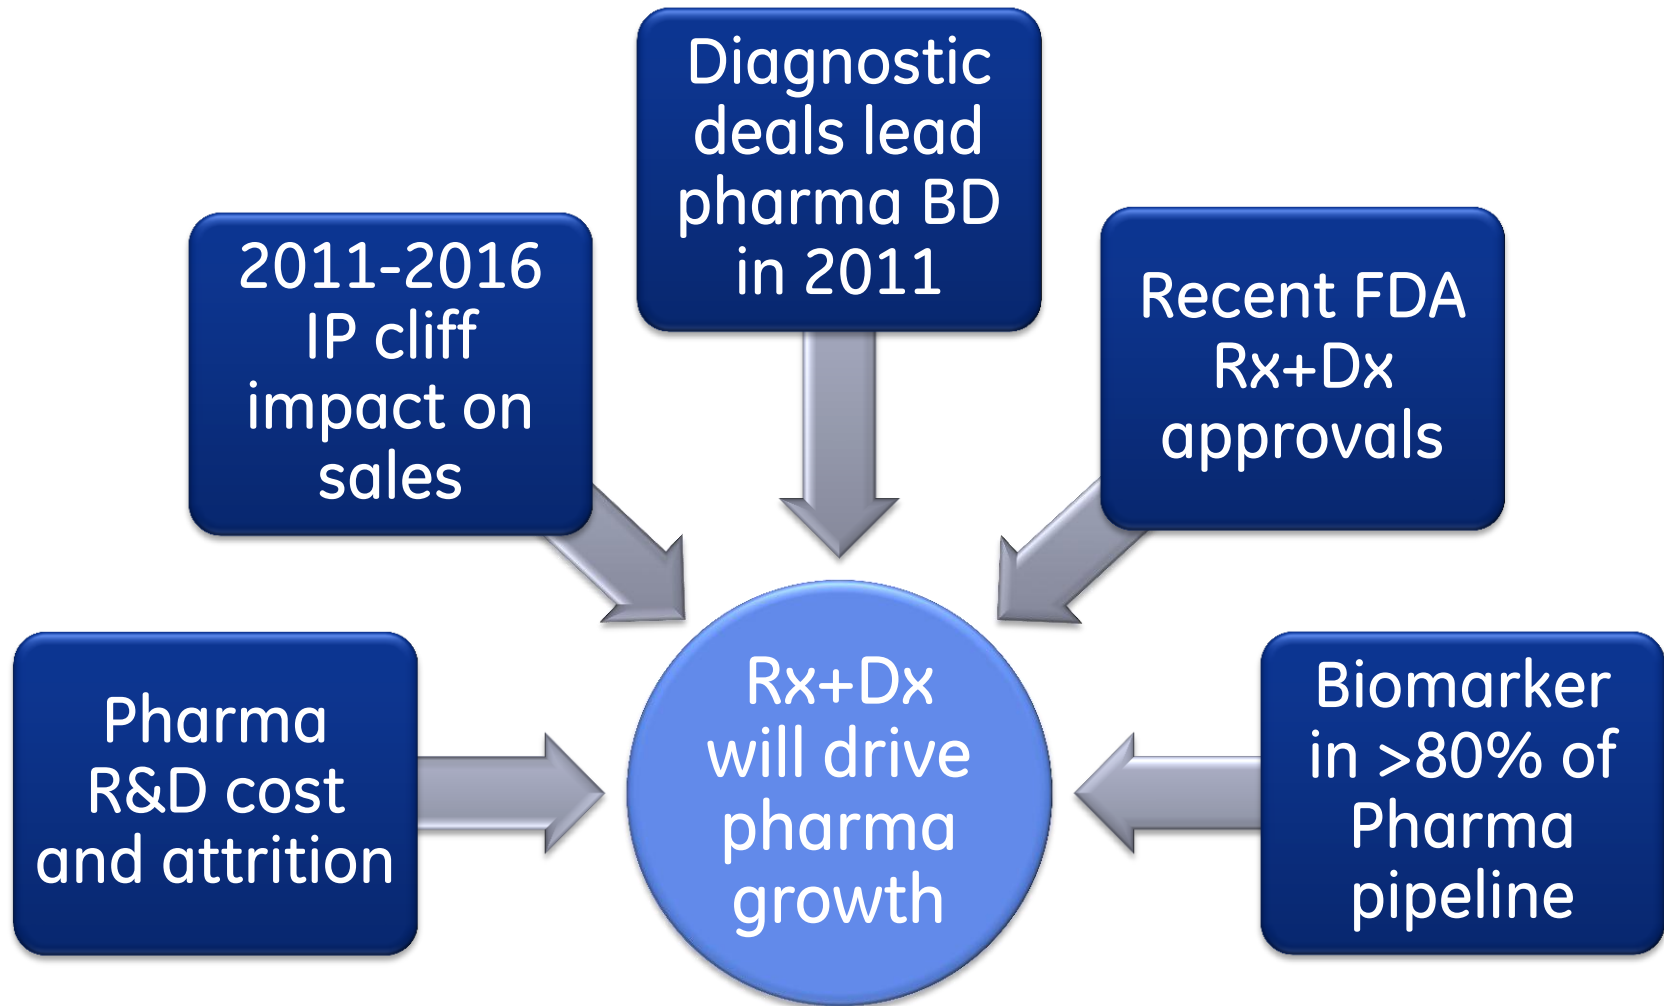 Diagnostic
deals lead
pharma BD
in 2011
2011-2016
IP cliff
impact on
sales
Recent FDA
Rx+Dx
approvals
Pharma
R&D cost
and attrition
Rx+Dx
will drive
pharma
growth
Biomarker
in >80% of
Pharma
pipeline